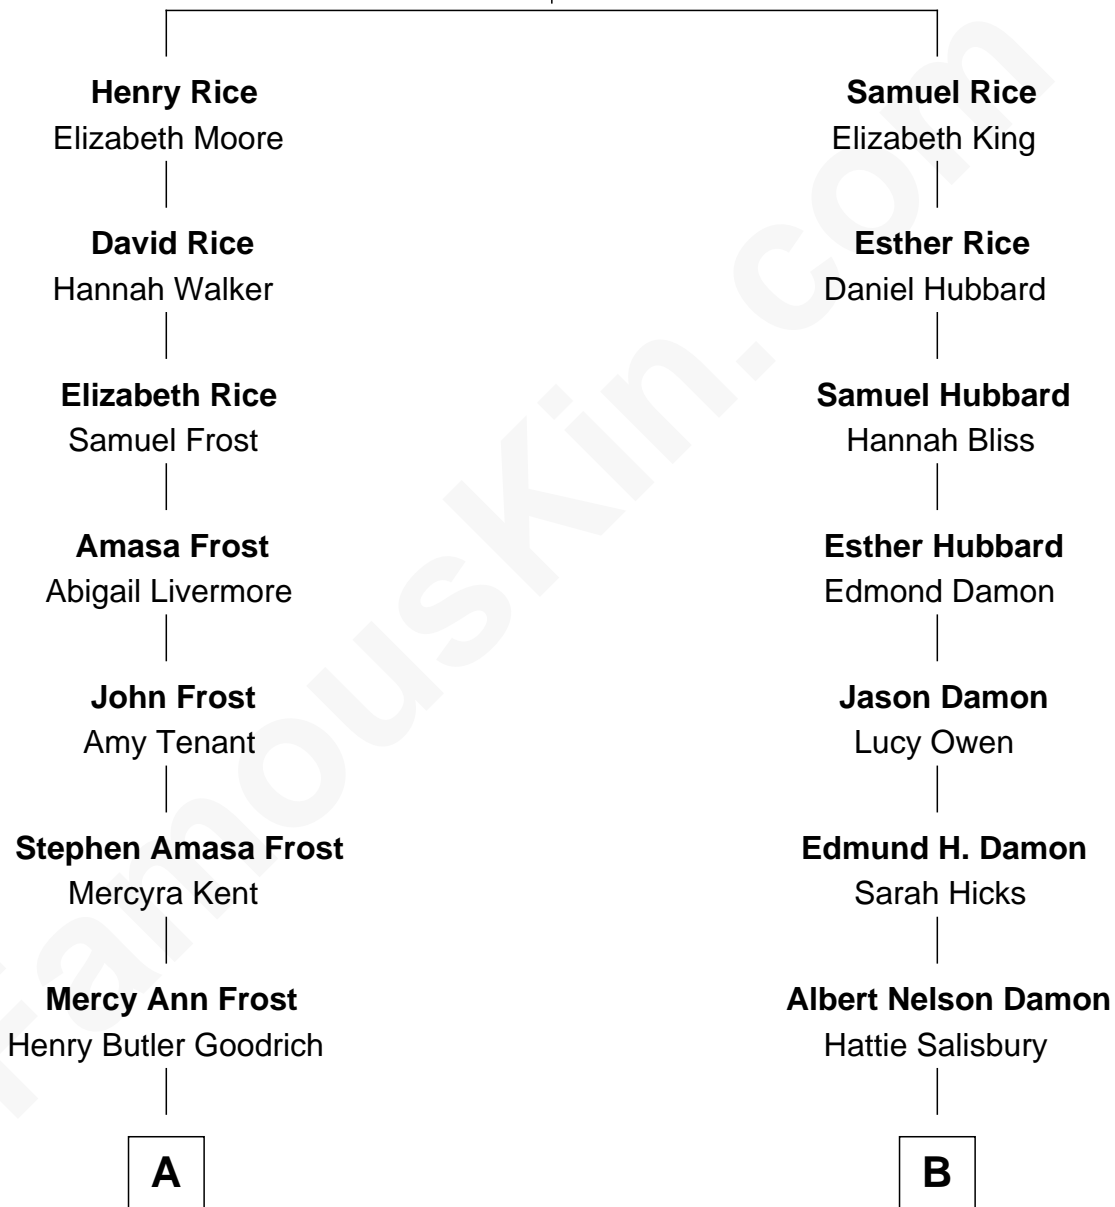 Henry Rice
Elizabeth Moore
David Rice
Hannah Walker
Elizabeth Rice
Samuel Frost
Amasa Frost
Abigail Livermore
John Frost
Amy Tenant
Stephen Amasa Frost
Mercyra Kent
Mercy Ann Frost
Henry Butler Goodrich
A
Samuel Rice
Elizabeth King
Esther Rice
Daniel Hubbard
Samuel Hubbard
Hannah Bliss
Esther Hubbard
Edmond Damon
Jason Damon
Lucy Owen
Edmund H. Damon
Sarah Hicks
Albert Nelson Damon
Hattie Salisbury
B
FamousKin.com